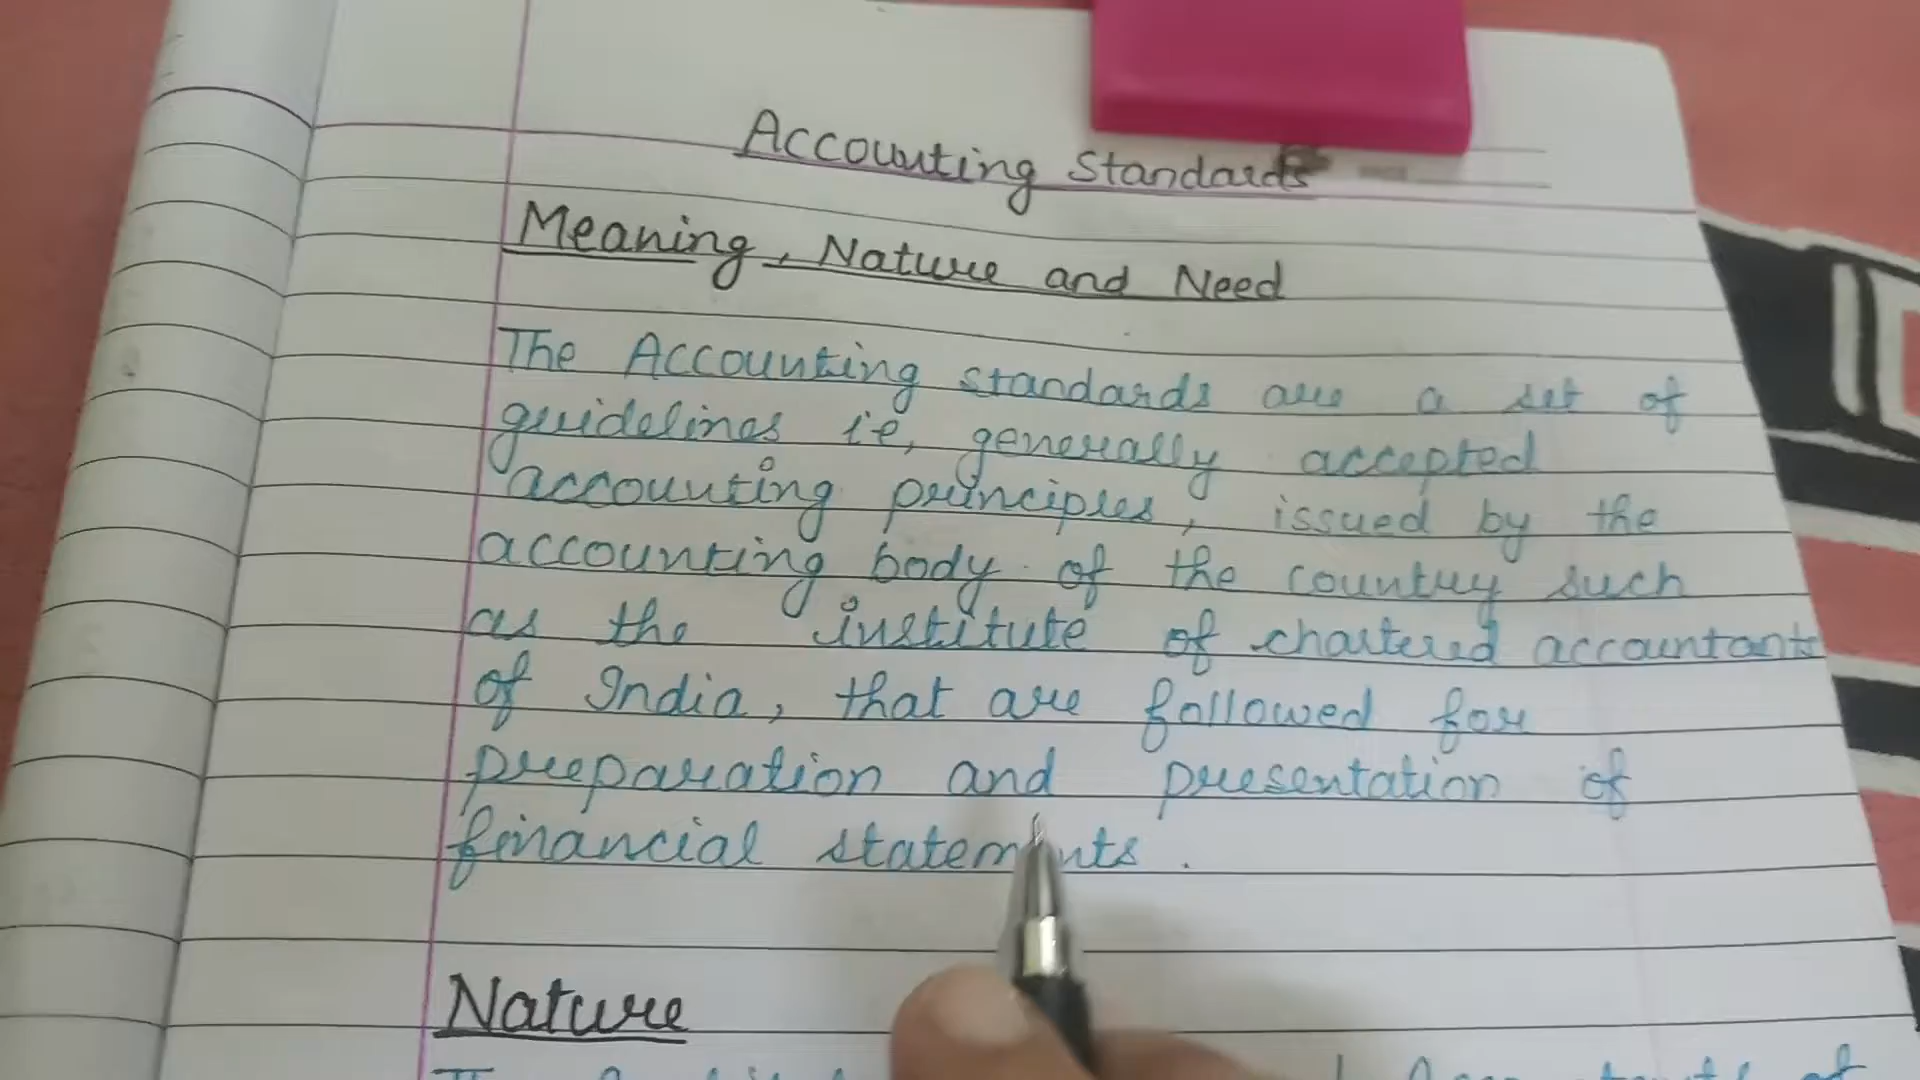 Accounting Standards
Meaning, Nature and Need
The Accounting standards are a set of
guidelines i.e, generally accepted
accounting principles, issued by the
accounting body of the country such
as the institute of chartered accountants
of India, that are followed for
preparation and presentation of
financial statements.
Nature